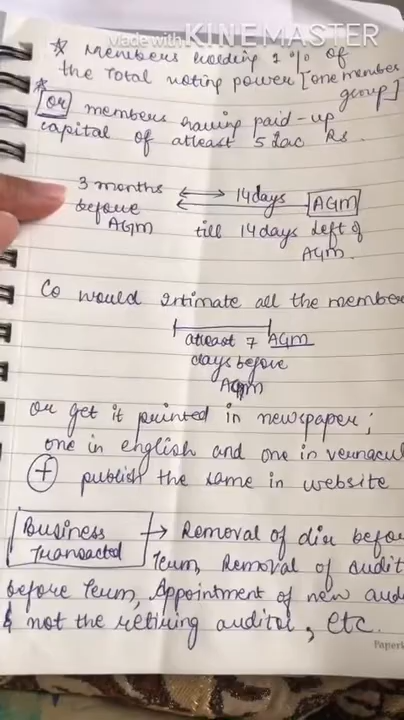 Made with KINEMASTER
* Members holding 1% of
the Total voting power [one member
group]
* [or] members having paid-up
capital of atleast 5 Lac Rs.
3 months ↔ 14 days ← AGM
before
AGM till 14 days left of
AGM.
Co would intimate all the member
atleast 7 AGM
days before
AGM
or get it printed in newspaper;
one in english and one in vernacul
+ publish the same in website
Business
Transacted → Removal of dir befo
Term, Removal of audit
before Term, Appointment of new aud
& not the retiring auditor, etc.